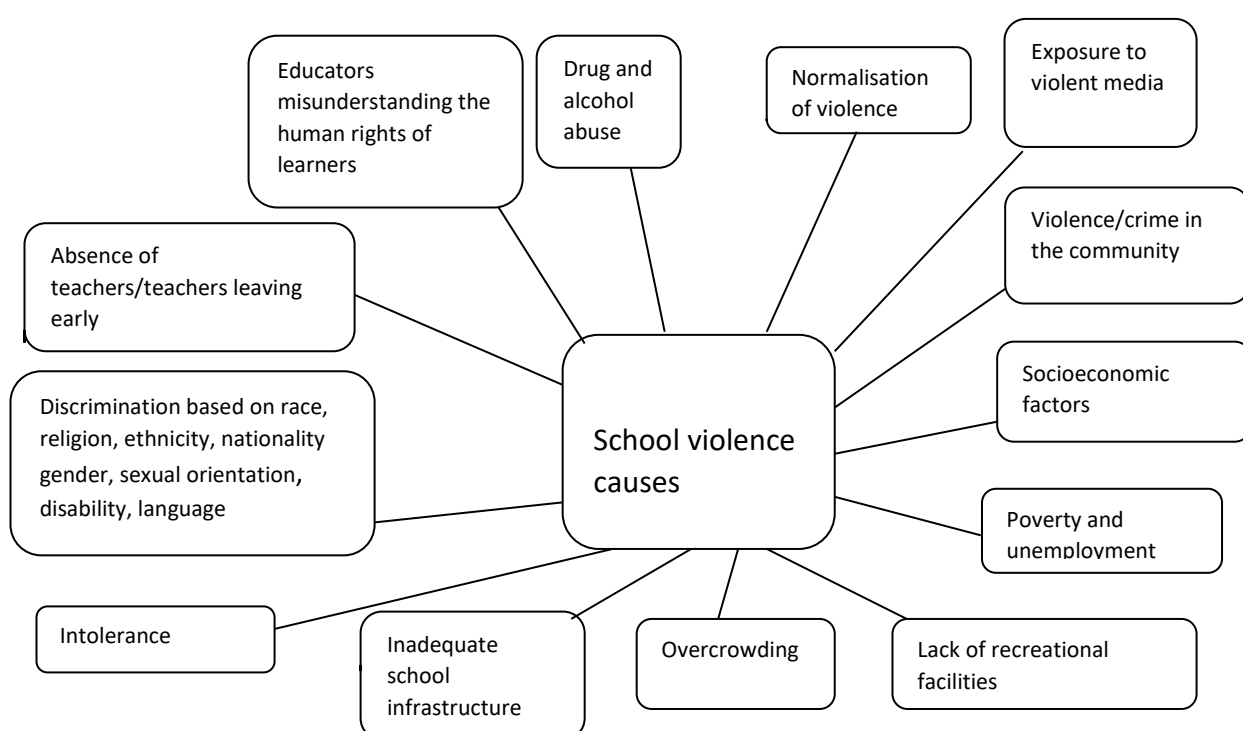 Educators
misunderstanding the
human rights of
learners
Drug and
alcohol
abuse
Normalisation
of violence
Exposure to
violent media
Absence of
teachers/teachers leaving
early
Violence/crime in
the community
Discrimination based on race,
religion, ethnicity, nationality
gender, sexual orientation,
disability, language
School violence
causes
Socioeconomic
factors
Poverty and
unemployment
Intolerance
Inadequate
school
infrastructure
Overcrowding
Lack of recreational
facilities